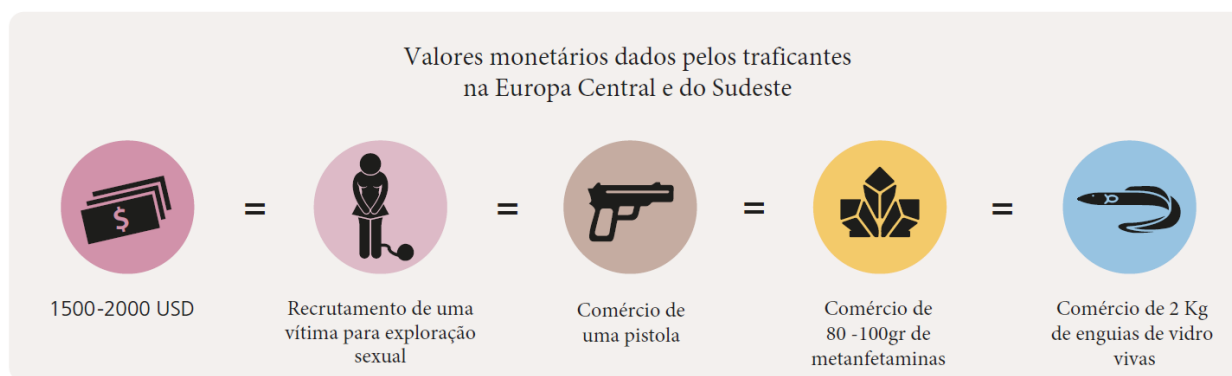 Valores monetários dados pelos traficantes
na Europa Central e do Sudeste
$
=
=
=
=
1500-2000 USD
Recrutamento de uma
vítima para exploração
sexual
Comércio de
uma pistola
Comércio de
80 -100gr de
metanfetaminas
Comércio de 2 Kg
de enguias de vidro
vivas